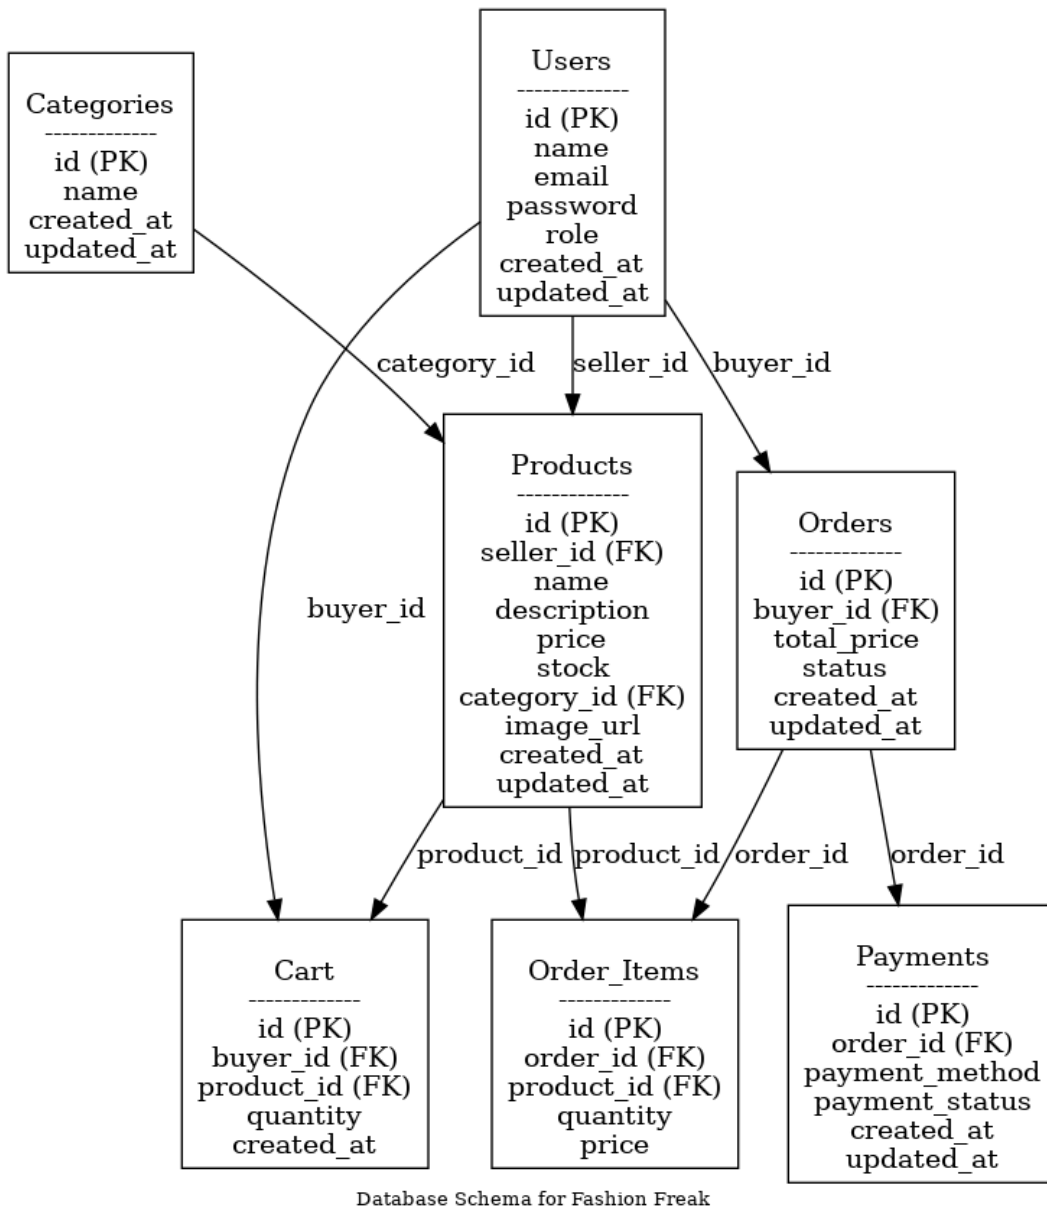 Categories
-------------
id (PK)
name
created_at
updated_at
Users
-------------
id (PK)
name
email
password
role
created_at
updated_at
category_id
seller_id
buyer_id
buyer_id
Products
-------------
id (PK)
seller_id (FK)
name
description
price
stock
category_id (FK)
image_url
created_at
updated_at
Orders
-------------
id (PK)
buyer_id (FK)
total_price
status
created_at
updated_at
product_id
product_id
order_id
order_id
Cart
-------------
id (PK)
buyer_id (FK)
product_id (FK)
quantity
created_at
Order_Items
-------------
id (PK)
order_id (FK)
product_id (FK)
quantity
price
Payments
-------------
id (PK)
order_id (FK)
payment_method
payment_status
created_at
updated_at
Database Schema for Fashion Freak